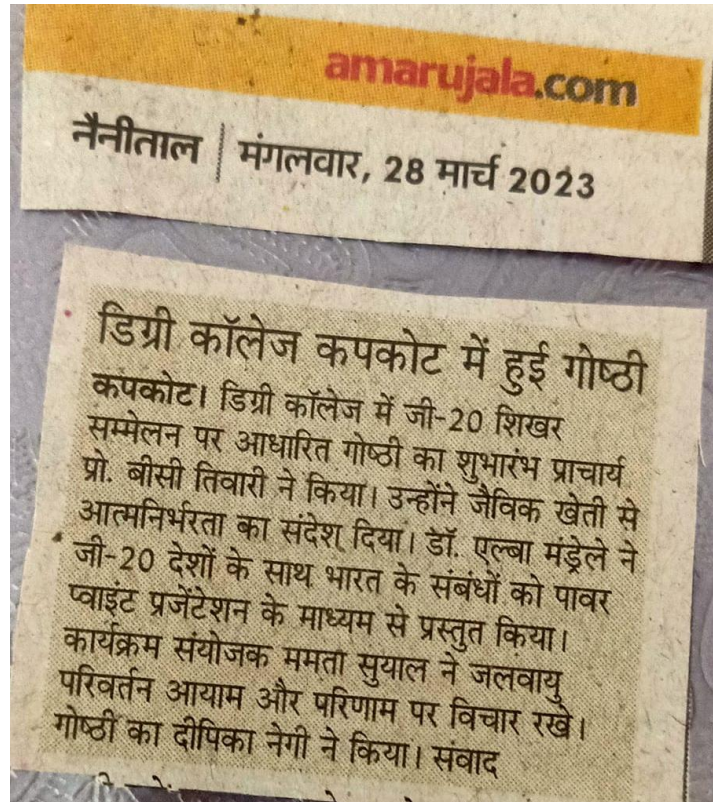 amarujala.com
नैनीताल | मंगलवार, 28 मार्च 2023
डिग्री कॉलेज कपकोट में हुई गोष्ठी
कपकोट। डिग्री कॉलेज में जी-20 शिखर
सम्मेलन पर आधारित गोष्ठी का शुभारंभ प्राचार्य
प्रो. बीसी तिवारी ने किया। उन्होंने जैविक खेती से
आत्मनिर्भरता का संदेश दिया। डॉ. एल्बा मंड्रेले ने
जी-20 देशों के साथ भारत के संबंधों को पावर
प्वाइंट प्रजेंटेशन के माध्यम से प्रस्तुत किया।
कार्यक्रम संयोजक ममता सुयाल ने जलवायु
परिवर्तन आयाम और परिणाम पर विचार रखे।
गोष्ठी का दीपिका नेगी ने किया। संवाद